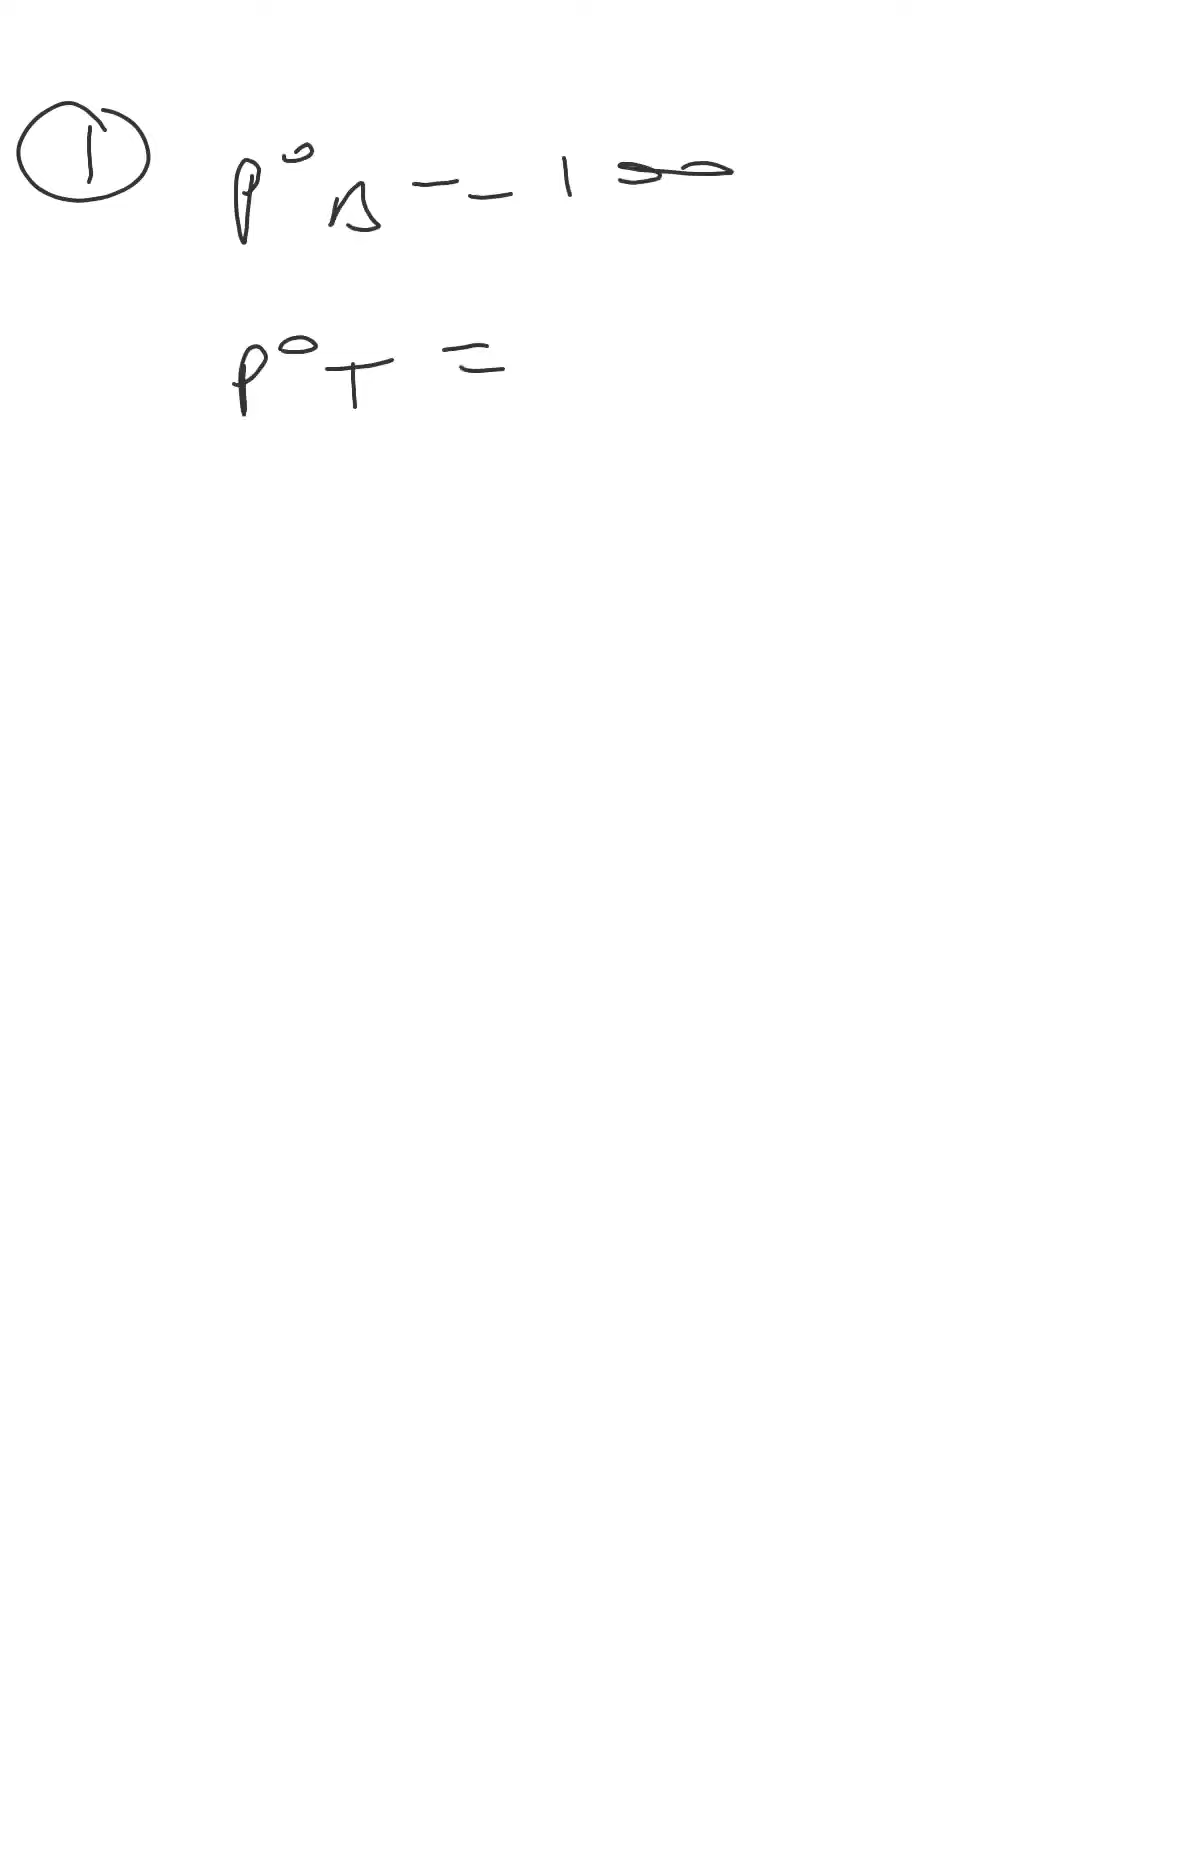 ① P°B = 100
P°T =